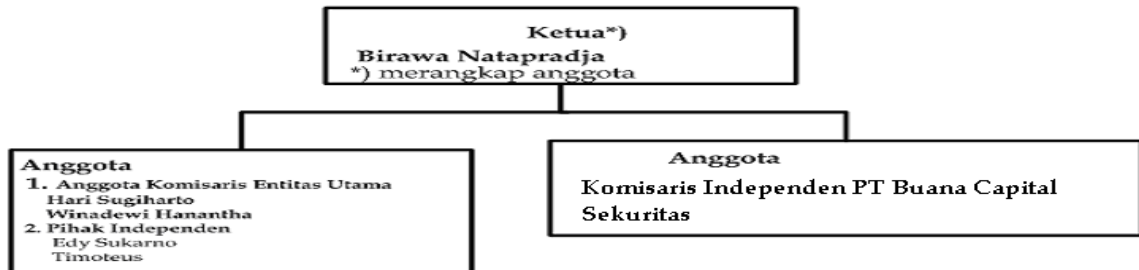 Ketua*)
Birawa Natapradja
*) merangkap anggota
Anggota
1. Anggota Komisaris Entitas Utama
Hari Sugiharto
Winadewi Hanantha
2. Pihak Independen
Edy Sukarno
Timoteus
Anggota
Komisaris Independen PT Buana Capital
Sekuritas